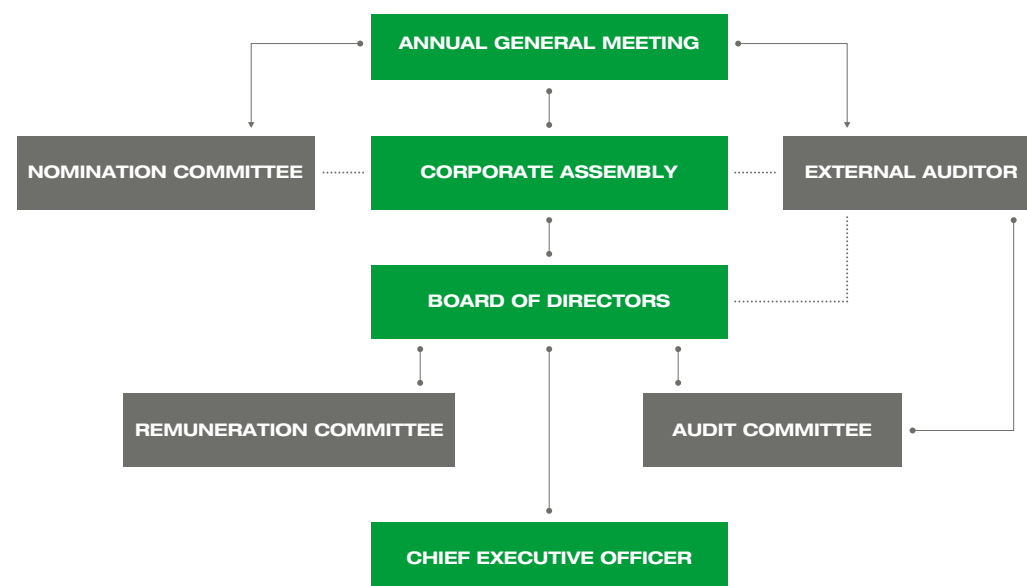 ANNUAL GENERAL MEETING
NOMINATION COMMITTEE
CORPORATE ASSEMBLY
EXTERNAL AUDITOR
BOARD OF DIRECTORS
REMUNERATION COMMITTEE
AUDIT COMMITTEE
CHIEF EXECUTIVE OFFICER